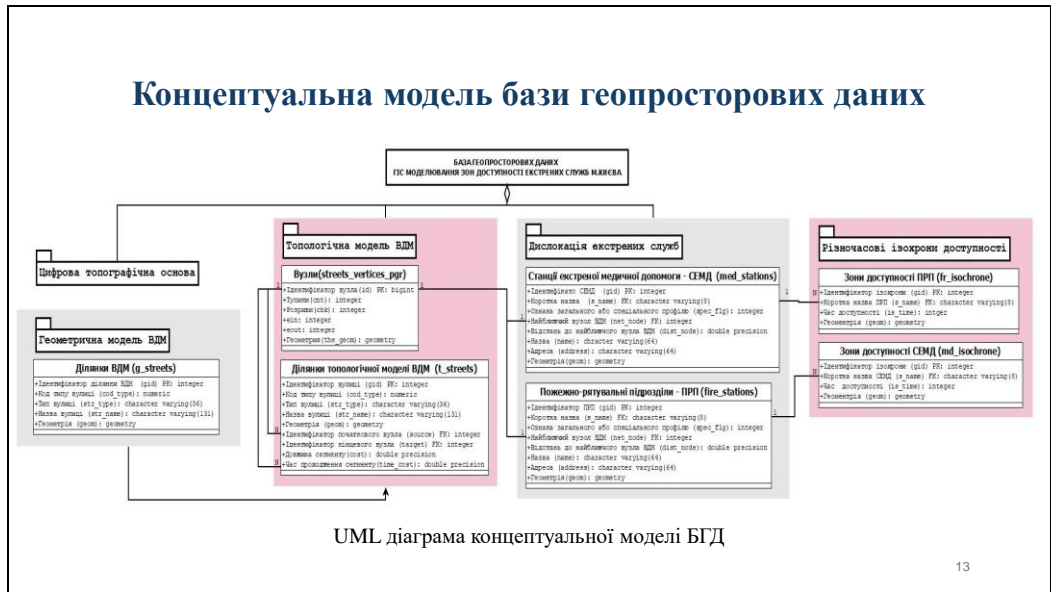 Концептуальна модель бази геопросторових даних
БАЗА ГЕОПРОСТОРОВИХ ДАНИХ
ГІС МОДЕЛЮВАННЯ ЗОН ДОСТУПНОСТІ ЕКСТРЕНИХ СЛУЖБ М.КИЄВА
Цифрова топографічна основа
Геометрична модель ВДМ
Ділянки ВДМ (g_streets)
+Ідентифікатор ділянки ВДМ (gid) PK: integer
+Код типу вулиці (cod_type): numeric
+Тип вулиці (str_type): character varying(36)
+Назва вулиці (str_name): character varying(131)
+Геометрія (geom): geometry
Топологічна модель ВДМ
Вузли(streets_vertices_pgr)
+Ідентифікатор вузла(id) PK: bigint
+Тупики(cnt): integer
+Розриви(chk): integer
+ein: integer
+eout: integer
+Геометрия(the_geom): geometry
Ділянки топологічної моделі ВДМ (t_streets)
+Ідентифікатор вулиці (gid) PK: integer
+Код типу вулиці (cod_type): numeric
+Тип вулиці (str_type): character varying(36)
+Назва вулиці (str_name): character varying(131)
+Геометрія (geom): geometry
+Ідентифікатор початкового вузла (source) FK: integer
+Ідентифікатор кінцевого вузла (target) FK: integer
+Довжина сегменту(cost): double precision
+Час проходження сегменту(time_cost): double precision
1
1
N
N
Дислокація екстрених служб
Станції екстреної медичної допомоги - СЕМД (med_stations)
+Ідентифікато СЕМД (gid) PK: integer
+Коротка назва (s_name) FK: character varying(8)
+Ознака загального або спеціального профілю (spec_flg): integer
+Найближчий вузол ВДМ (net_node) FK: integer
+Відстань до найближчого вузла ВДМ (dist_node): double precision
+Назва (name): chracter varying(64)
+Адреса (address): character varying(64)
+Геометрія(geom): geometry
Пожежно-рятувальні підрозділи - ПРП (fire_stations)
+Ідентифікатор ПРП (gid) PK: integer
+Коротка назва (s_name) FK: character varying(8)
+Ознака загального або спеціального профілю (spec_flg): integer
+Найближчий вузол ВДМ (net_node) FK: integer
+Відстань до найближчого вузла ВДМ (dist_node): double precision
+Назва (name): character varying(64)
+Адреса (address): character varying(64)
+Геометрія(geom): geometry
1
1
1
1
Різночасові ізохрони доступності
Зони доступності ПРП (fr_isochrone)
+Ідентифікатор ізохрони (gid) PK: integer
+Коротка назва ПРП (s_name) FK: character varying(8)
+Час доступності (is_time): integer
+Геометрія (geom): geometry
Зони доступності СЕМД (md_isochrone)
+Ідентифікатор ізохрони (gid) PK: integer
+Коротка назва СЕМД (s_name) FK: character varying(8)
+Час доступності (is_time): integer
+Геометрія (geom): geometry
N
N
UML діаграма концептуальної моделі БГД
13